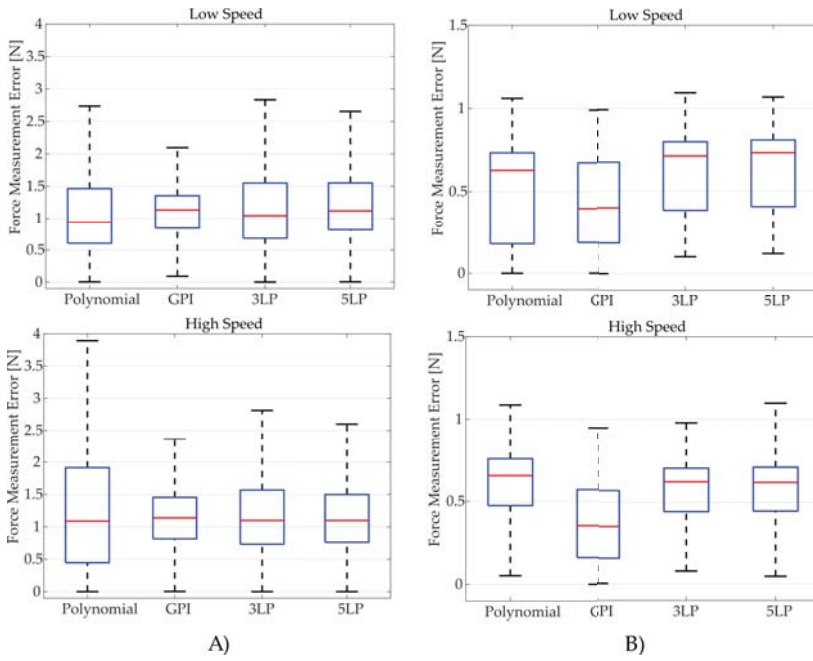 Low Speed
Force Measurement Error [N]
4
3.5
3
2.5
2
1.5
1
0.5
0
Polynomial GPI 3LP 5LP
Low Speed
Force Measurement Error [N]
1.5
1
0.5
0
Polynomial GPI 3LP 5LP
High Speed
Force Measurement Error [N]
4
3.5
3
2.5
2
1.5
1
0.5
0
Polynomial GPI 3LP 5LP
High Speed
Force Measurement Error [N]
1.5
1
0.5
0
Polynomial GPI 3LP 5LP
A) B)